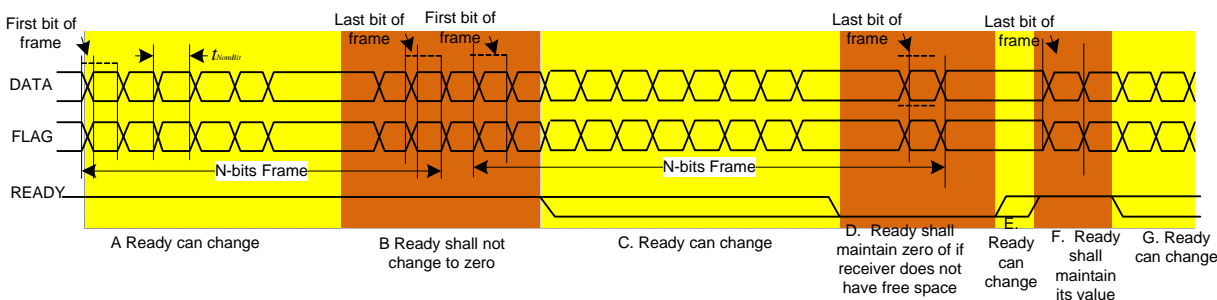 First bit of
frame
t NomBit
Last bit of
frame
First bit of
frame
Last bit of
frame
Last bit of
frame
DATA
FLAG
N-bits Frame
N-bits Frame
READY
A Ready can change
B Ready shall not
change to zero
C. Ready can change
D. Ready shall
maintain zero of if
receiver does not
have free space
E.
Ready
can
change
F. Ready
shall
maintain
its value
G. Ready
can change